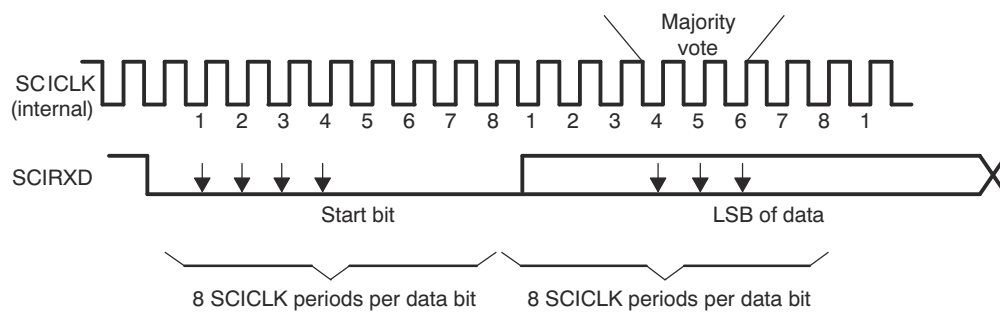 Majority
vote
SCICLK
(internal)
1 2 3 4 5 6 7 8 1 2 3 4 5 6 7 8 1
SCIRXD
Start bit LSB of data
8 SCICLK periods per data bit 8 SCICLK periods per data bit